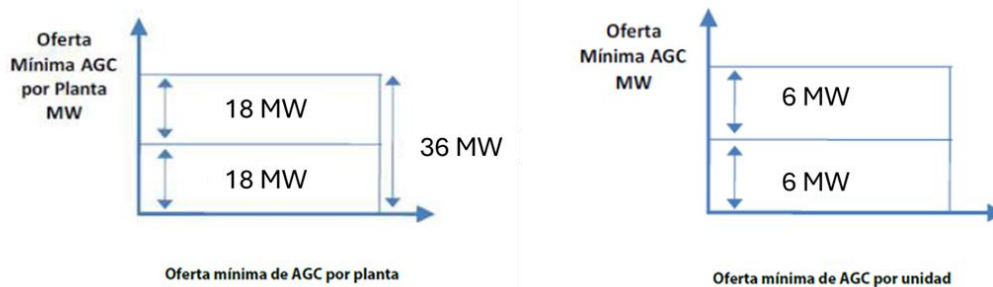 Oferta
Mínima AGC
por Planta
MW
18 MW
18 MW
36 MW
Oferta mínima de AGC por planta
Oferta
Mínima AGC
MW
6 MW
6 MW
Oferta mínima de AGC por unidad